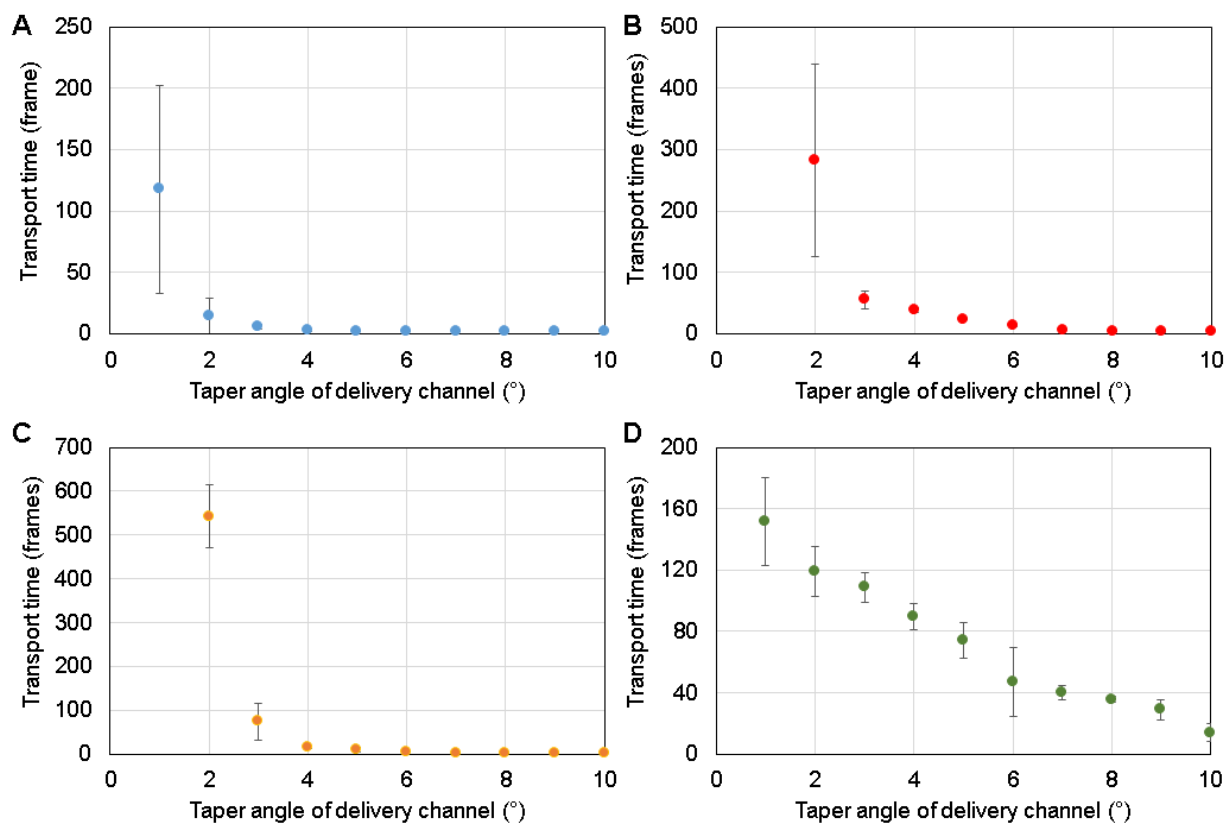 A
250
200
150
100
50
0
Transport time (frame)
0 2 4 6 8 10
Taper angle of delivery channel (°)
B
500
400
300
200
100
0
Transport time (frames)
0 2 4 6 8 10
Taper angle of delivery channel (°)
C
700
600
500
400
300
200
100
0
Transport time (frames)
0 2 4 6 8 10
Taper angle of delivery channel (°)
D
200
160
120
80
40
0
Transport time (frames)
0 2 4 6 8 10
Taper angle of delivery channel (°)